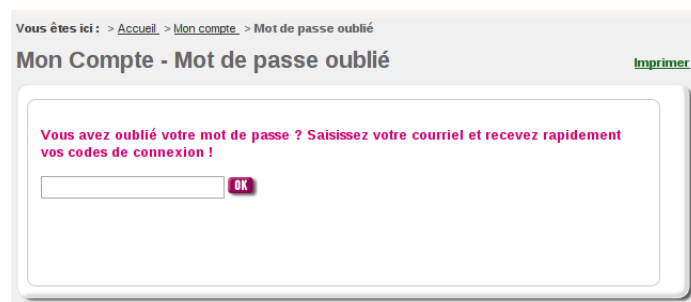 Vous êtes ici : > Accueil > Mon compte > Mot de passe oublié
Mon Compte - Mot de passe oublié
Imprimer
Vous avez oublié votre mot de passe ? Saisissez votre courriel et recevez rapidement
vos codes de connexion !
OK